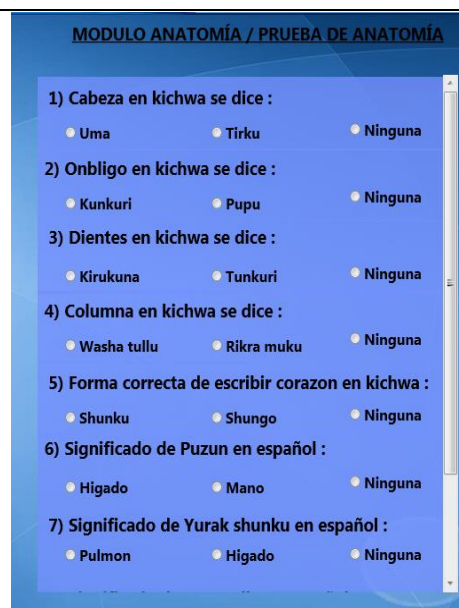 MODULO ANATOMÍA / PRUEBA DE ANATOMÍA
1) Cabeza en kichwa se dice :
Uma Tirku Ninguna
2) Onbligo en kichwa se dice :
Kunkuri Pupu Ninguna
3) Dientes en kichwa se dice :
Kirukuna Tunkuri Ninguna
4) Columna en kichwa se dice :
Washa tullu Rikra muku Ninguna
5) Forma correcta de escribir corazon en kichwa :
Shunku Shungo Ninguna
6) Significado de Puzun en español :
Higado Mano Ninguna
7) Significado de Yurak shunku en español :
Pulmon Higado Ninguna